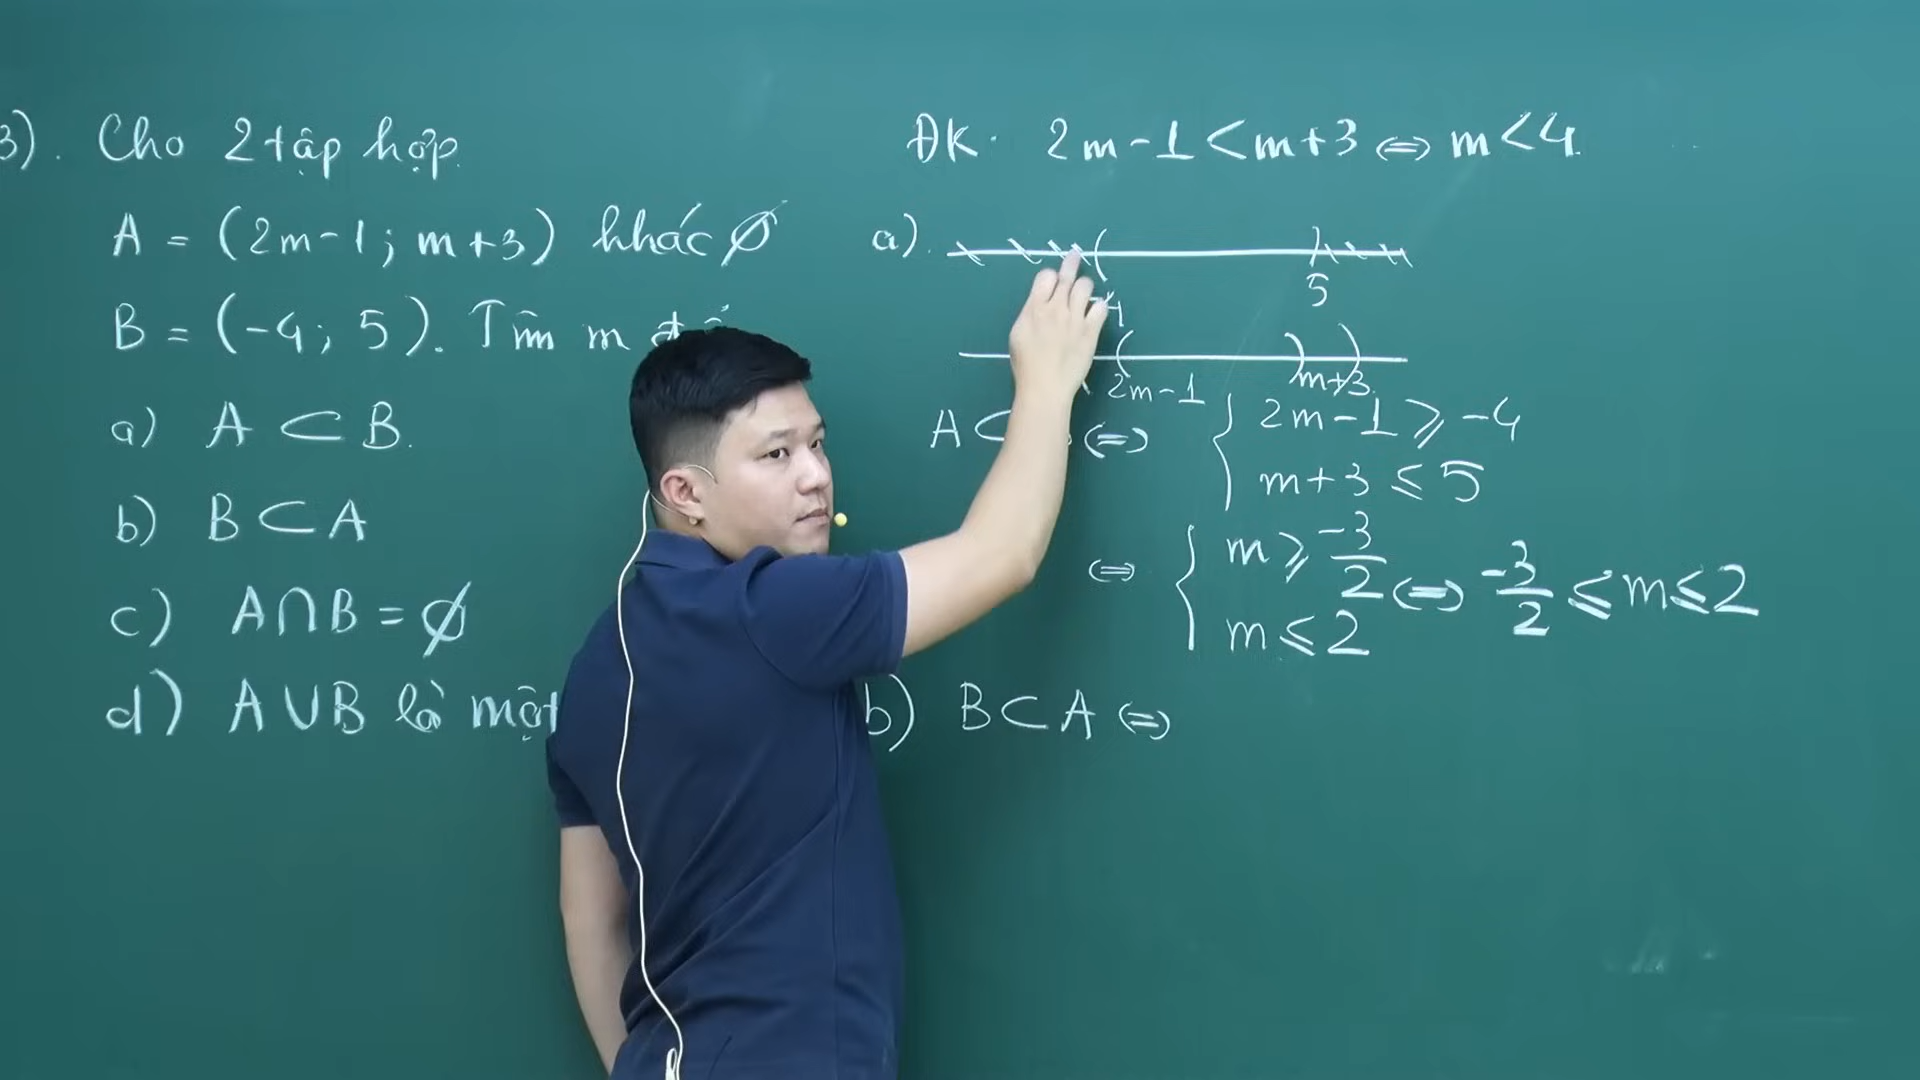 3). Cho 2 tập hợp.
A = (2m-1; m+3) khác ∅
B = (-4; 5). Tìm m
a) A ⊂ B.
b) B ⊂ A
c) A∩B = ∅
d) A∪B là một
ĐK. 2m-1 < m+3 ⇔ m < 4.
a).
-4
5
2m-1
m+3.
A ⊂ ⇔ { 2m-1 ⩾ -4
m+3 ⩽ 5
⇔ { m ⩾ -3/2
m ⩽ 2
⇔ -3/2 ⩽ m ⩽ 2
b) B ⊂ A ⇔